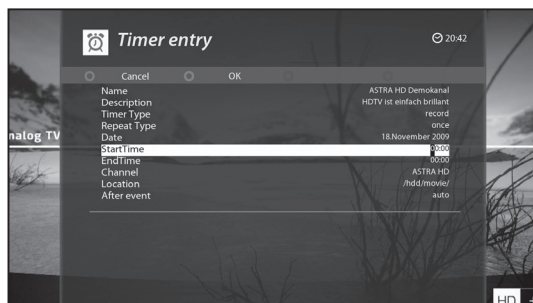 Timer entry
20:42
Cancel OK
Name ASTRA HD Demokanal
Description HDTV ist einfach brillant
Timer Type record
Repeat Type once
Date 18.November 2009
nalog TV
StartTime 00:00
EndTime 00:00
Channel ASTRA HD
Location /hdd/movie/
After event auto
HD